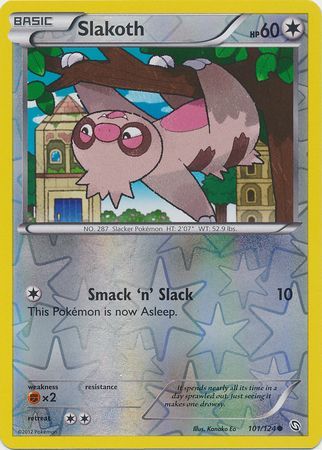 BASIC
Slakoth HP60
NO. 287 Slacker Pokémon HT: 2'07" WT: 52.9 lbs.
Smack 'n' Slack 10
This Pokémon is now Asleep.
weakness resistance
×2
retreat
It spends nearly all its time in a
day sprawled out. Just seeing it
makes one drowsy.
©2012 Pokémon
Illus. Kanako Eo 101/124